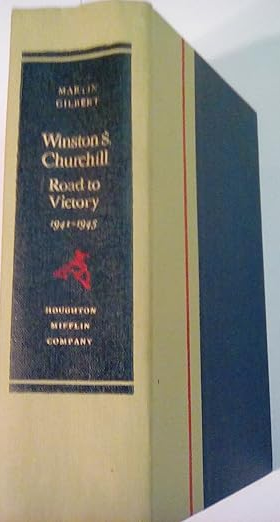 MARTIN
GILBERT
Winston S.
Churchill
Road to
Victory
1941-1945
HOUGHTON
MIFFLIN
COMPANY